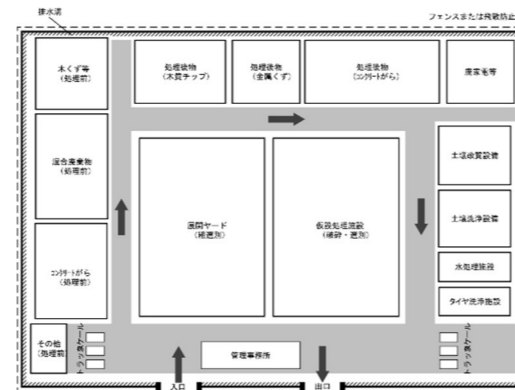 排水溝
フェンスまたは飛散防止
木くず等
(処理前)
処理後物
(木質チップ)
処理後物
(金属くず)
処理後物
(コンクリートがら)
廃家電等
混合産業物
(処理前)
展開ヤード
(粗選別)
仮設処理施設
(破砕・選別)
土壌改質設備
土壌洗浄設備
コンクリートがら
(処理前)
水処理施設
タイヤ洗浄施設
その他
(処理前)
トラックスケール
管理事務所
トラックスケール
入口
出口